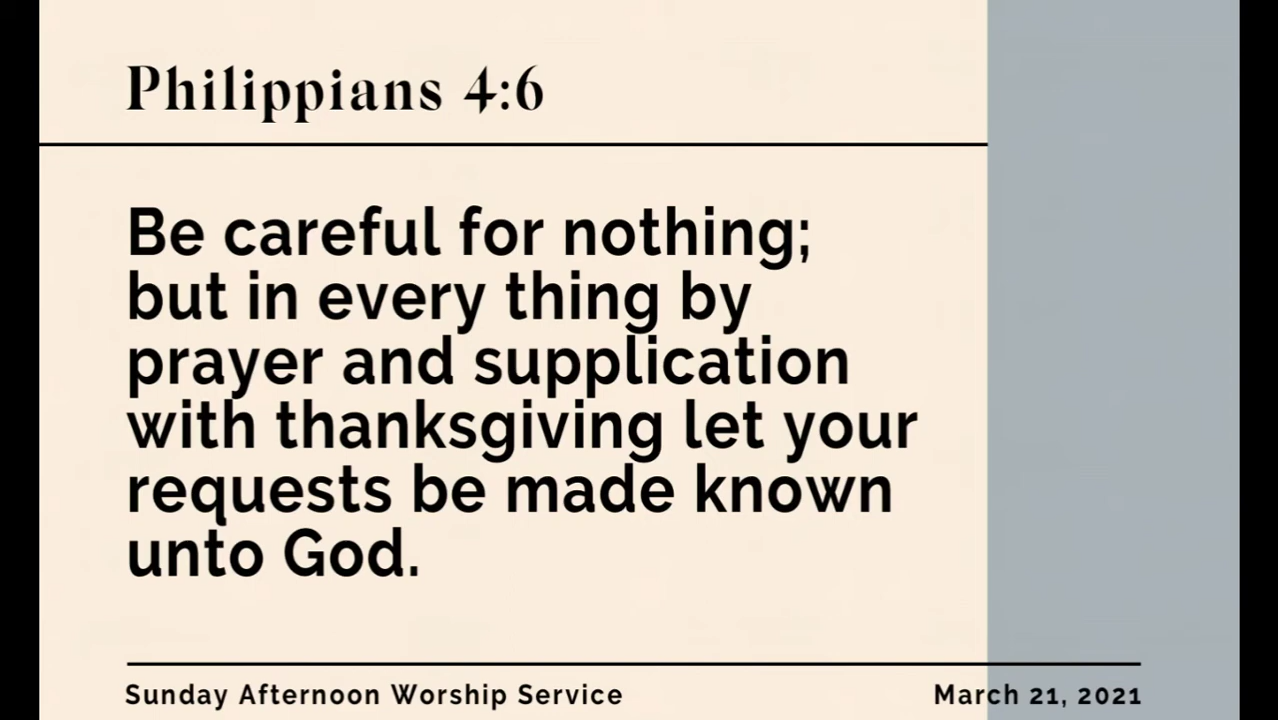 Philippians 4:6
Be careful for nothing;
but in every thing by
prayer and supplication
with thanksgiving let your
requests be made known
unto God.
Sunday Afternoon Worship Service
March 21, 2021